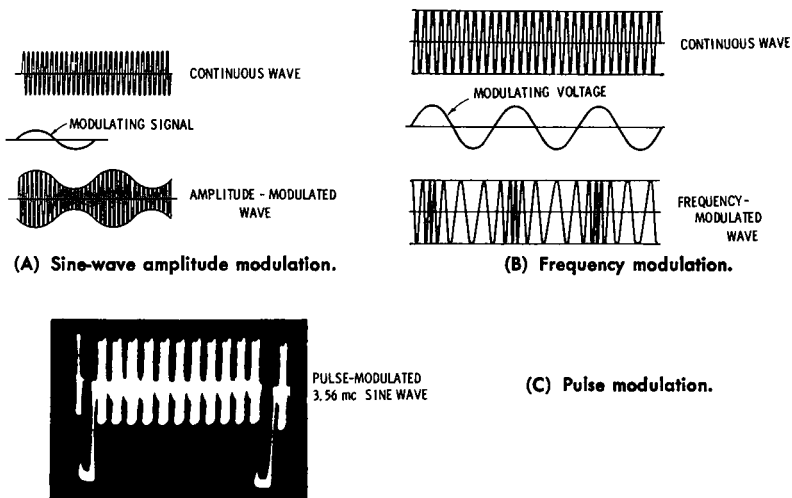 CONTINUOUS WAVE
MODULATING SIGNAL
AMPLITUDE - MODULATED
WAVE
(A) Sine-wave amplitude modulation.
CONTINUOUS WAVE
MODULATING VOLTAGE
FREQUENCY-
MODULATED
WAVE
(B) Frequency modulation.
PULSE-MODULATED
3.56 mc SINE WAVE
(C) Pulse modulation.